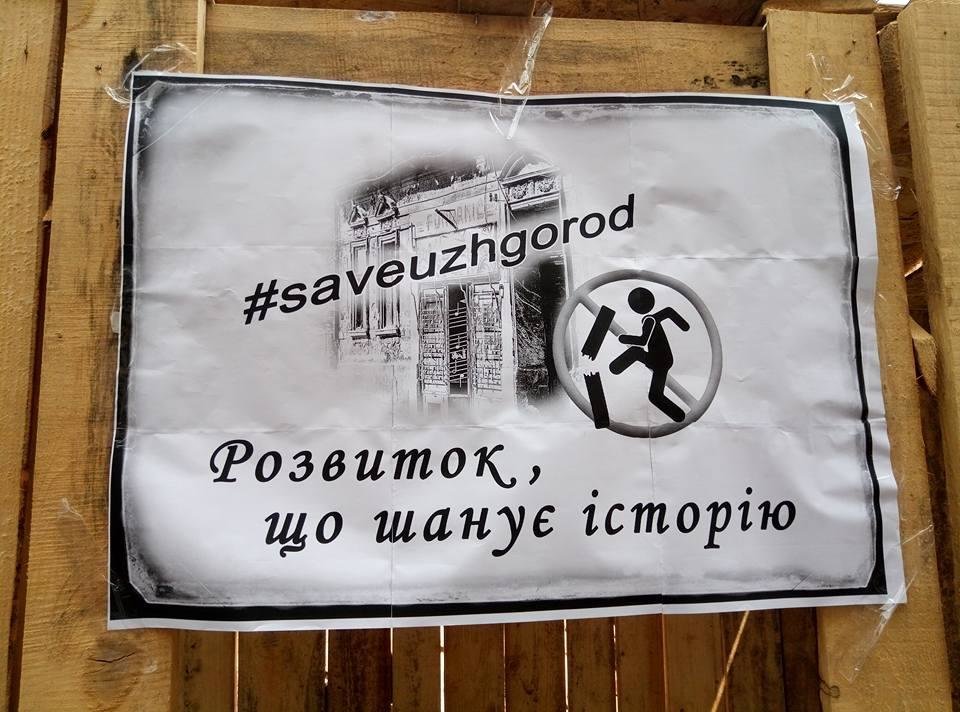 #saveuzhgorod
Розвиток,
що шанує історію